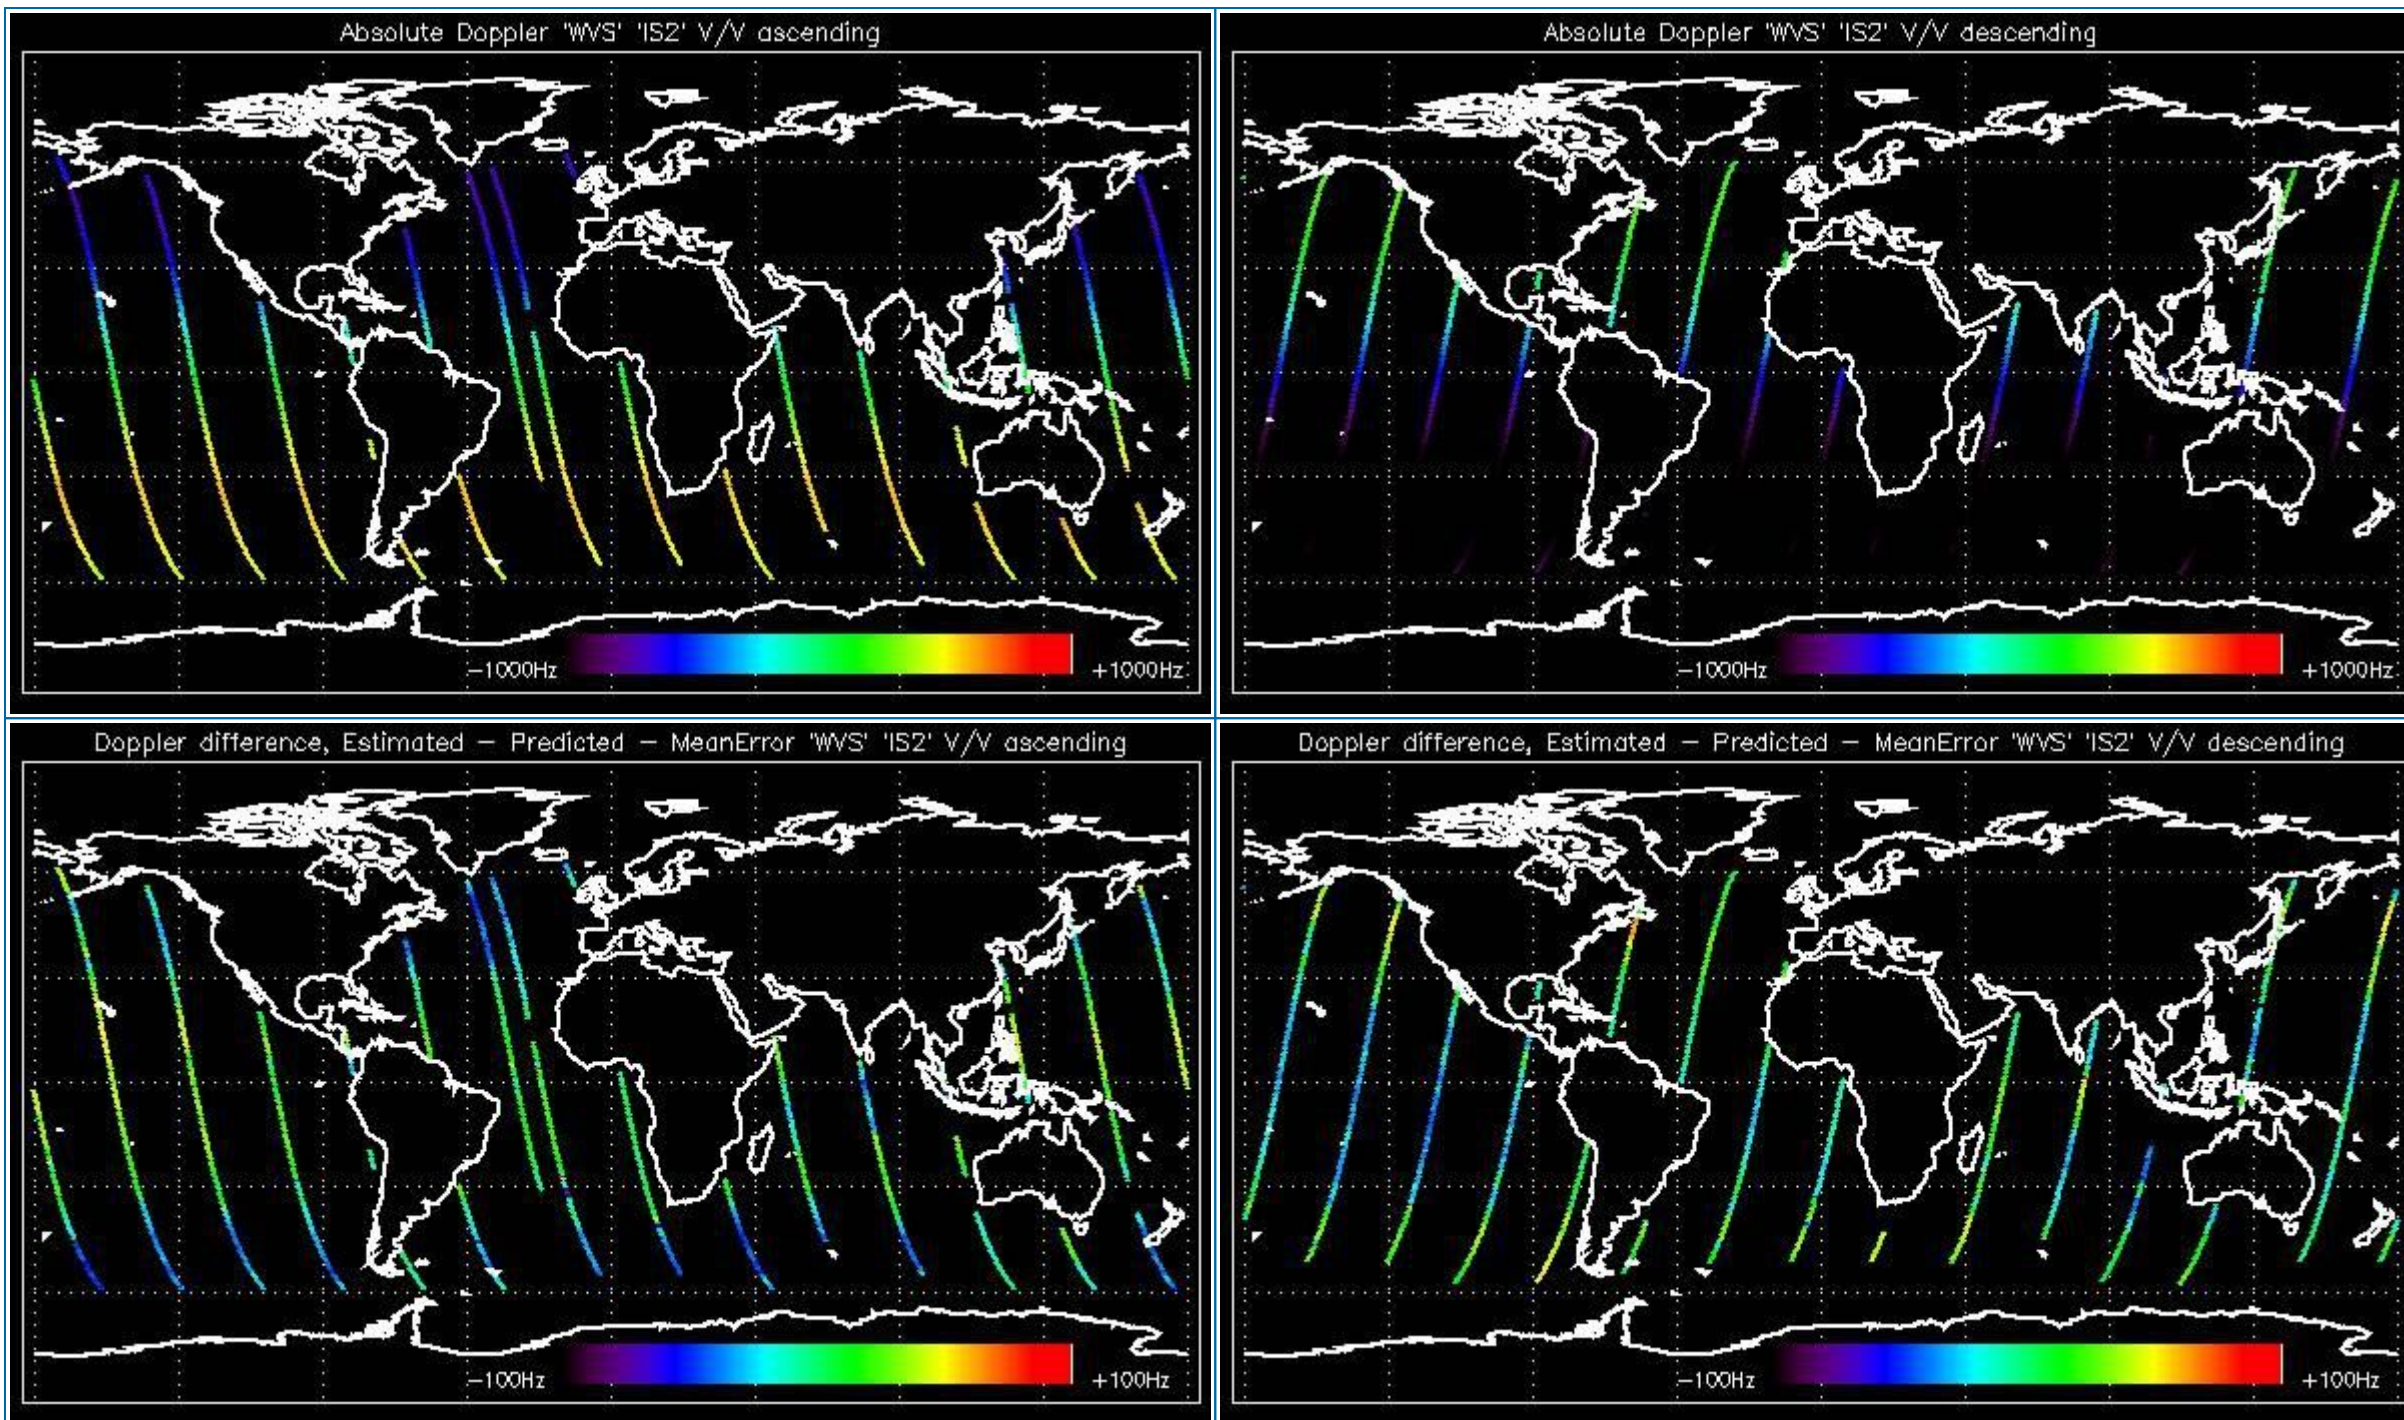 Absolute Doppler 'WVS' 'IS2' V/V ascending
-1000Hz +1000Hz
Absolute Doppler 'WVS' 'IS2' V/V descending
-1000Hz +1000Hz
Doppler difference, Estimated - Predicted - MeanError 'WVS' 'IS2' V/V ascending
-100Hz +100Hz
Doppler difference, Estimated - Predicted - MeanError 'WVS' 'IS2' V/V descending
-100Hz +100Hz